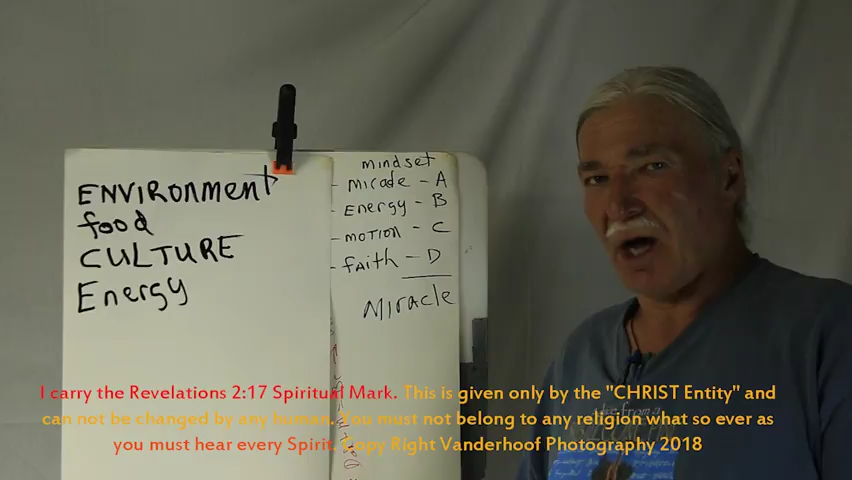 ENVIRONMENT
food
CULTURE
Energy
mindset
- miracle - A
- Energy - B
- MOTION - C
- fAITH - D
Miracle
I carry the Revelations 2:17 Spiritual Mark. This is given only by the "CHRIST Entity" and
can not be changed by any human. You must not belong to any religion what so ever as
you must hear every Spirit. Copy Right Vanderhoof Photography 2018